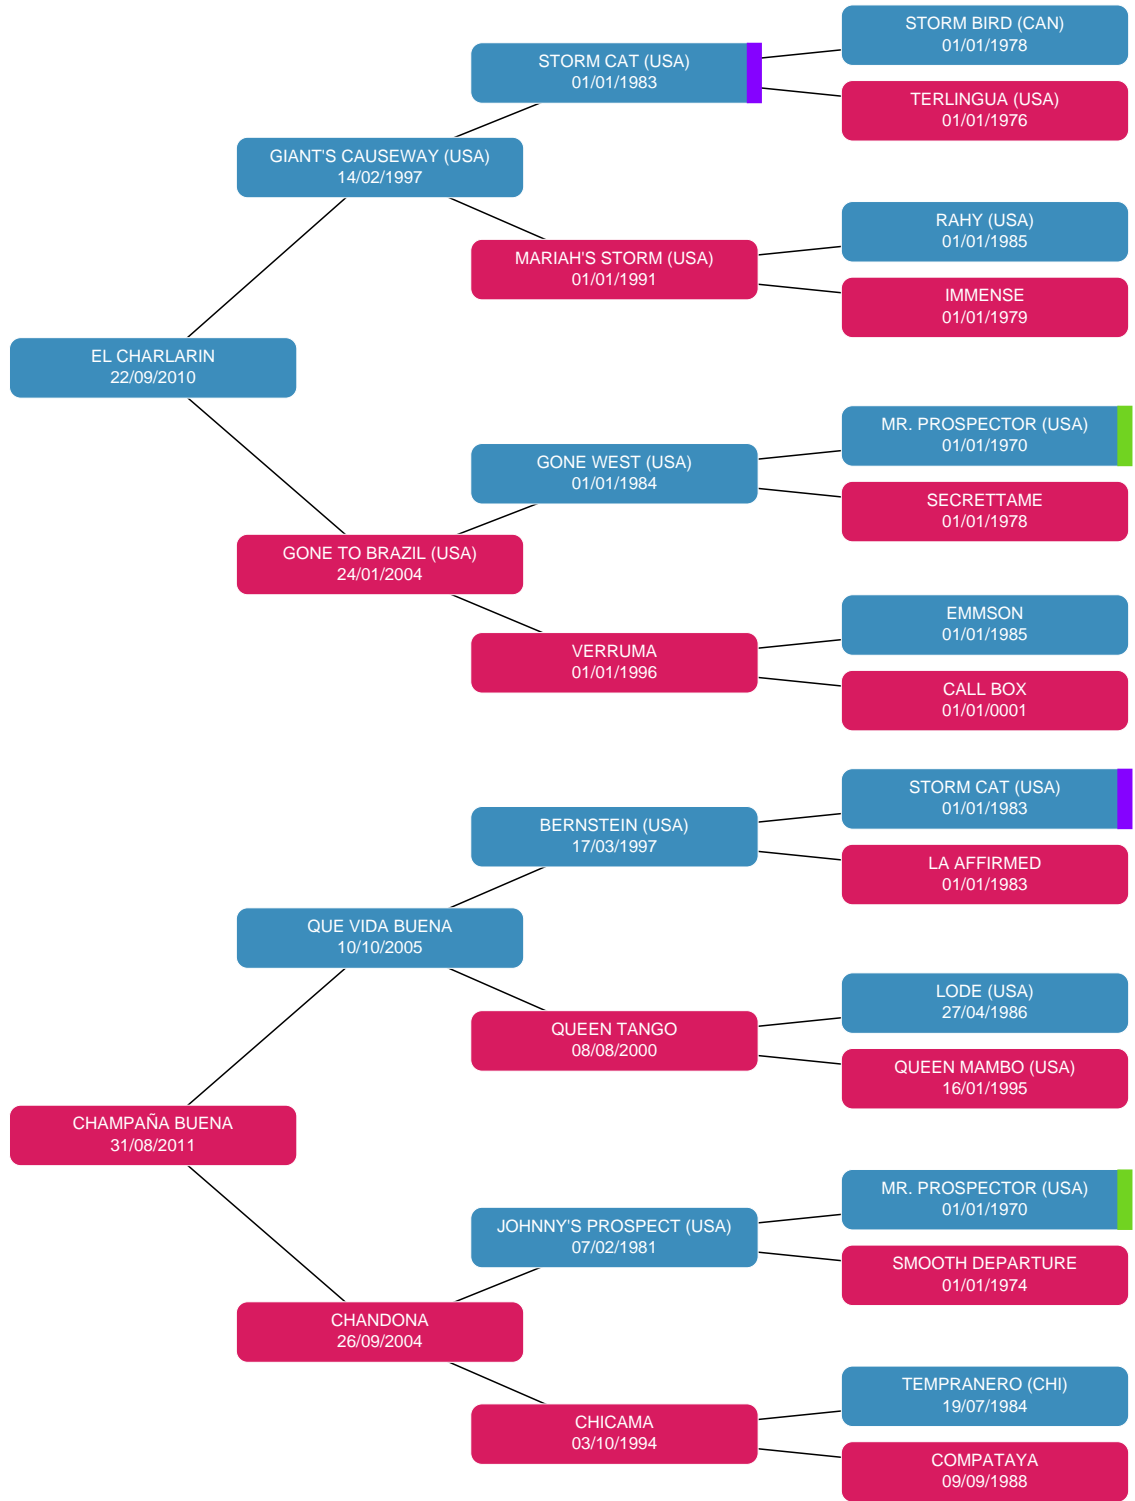 STORM BIRD (CAN)
01/01/1978
STORM CAT (USA)
01/01/1983
TERLINGUA (USA)
01/01/1976
GIANT'S CAUSEWAY (USA)
14/02/1997
RAHY (USA)
01/01/1985
MARIAH'S STORM (USA)
01/01/1991
IMMENSE
01/01/1979
EL CHARLARIN
22/09/2010
MR. PROSPECTOR (USA)
01/01/1970
GONE WEST (USA)
01/01/1984
SECRETTAME
01/01/1978
GONE TO BRAZIL (USA)
24/01/2004
EMMSON
01/01/1985
VERRUMA
01/01/1996
CALL BOX
01/01/0001
STORM CAT (USA)
01/01/1983
BERNSTEIN (USA)
17/03/1997
LA AFFIRMED
01/01/1983
QUE VIDA BUENA
10/10/2005
LODE (USA)
27/04/1986
QUEEN TANGO
08/08/2000
QUEEN MAMBO (USA)
16/01/1995
CHAMPAÑA BUENA
31/08/2011
MR. PROSPECTOR (USA)
01/01/1970
JOHNNY'S PROSPECT (USA)
07/02/1981
SMOOTH DEPARTURE
01/01/1974
CHANDONA
26/09/2004
TEMPRANERO (CHI)
19/07/1984
CHICAMA
03/10/1994
COMPATAYA
09/09/1988